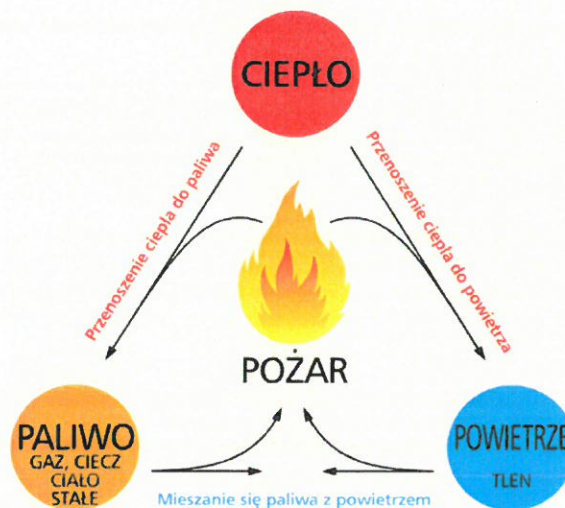 CIEPŁO
Przenoszenie ciepła do paliwa
Przenoszenie ciepła do powietrza
POŻAR
PALIWO
GAZ, CIECZ
CIAŁO
STAŁE
POWIETRZE
TLEN
Mieszanie się paliwa z powietrzem